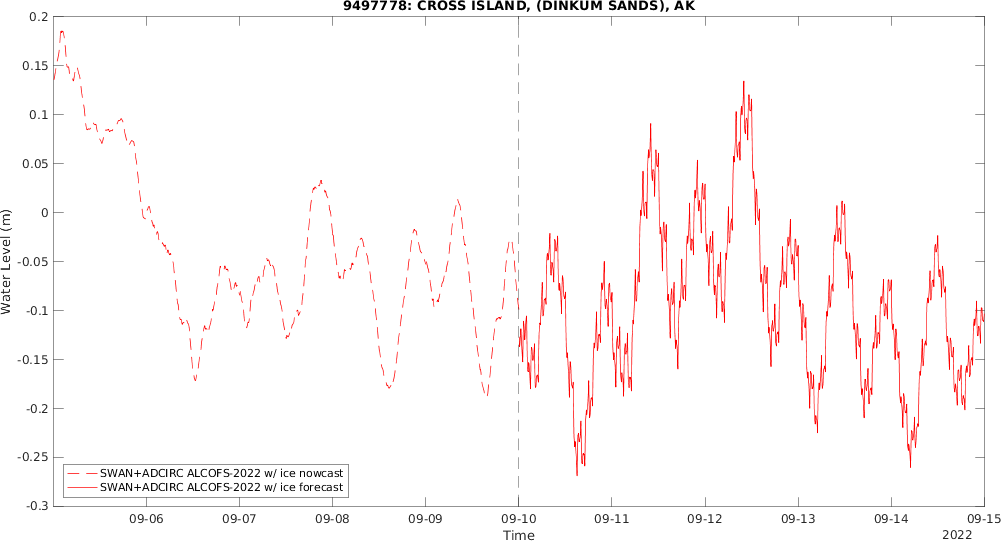 9497778: CROSS ISLAND, (DINKUM SANDS), AK
0.2
0.15
0.1
0.05
0
-0.05
-0.1
-0.15
-0.2
-0.25
-0.3
Water Level (m)
SWAN+ADCIRC ALCOFS-2022 w/ ice nowcast
SWAN+ADCIRC ALCOFS-2022 w/ ice forecast
09-06 09-07 09-08 09-09 09-10 09-11 09-12 09-13 09-14 09-15
Time
2022